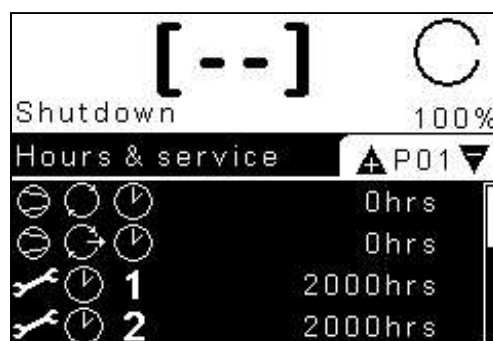 [--]
Shutdown 100%
Hours & service P01
0hrs
0hrs
1 2000hrs
2 2000hrs